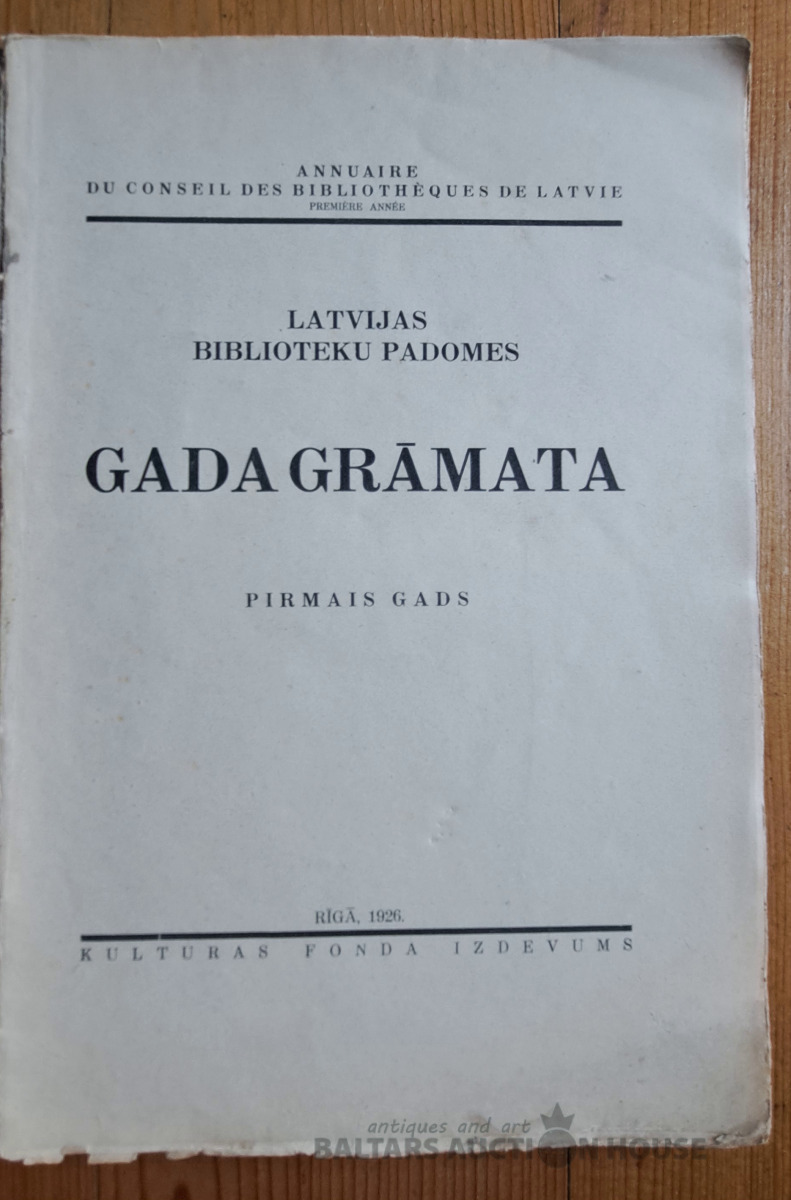 ANNUAIRE
DU CONSEIL DES BIBLIOTHÈQUES DE LATVIE
PREMIÈRE ANNÉE
LATVIJAS
BIBLIOTEKU PADOMES
GADA GRĀMATA
PIRMAIS GADS
RĪGĀ, 1926.
KULTURAS FONDA IZDEVUMS
antiques and art
BALTARS AUCTION HOUSE